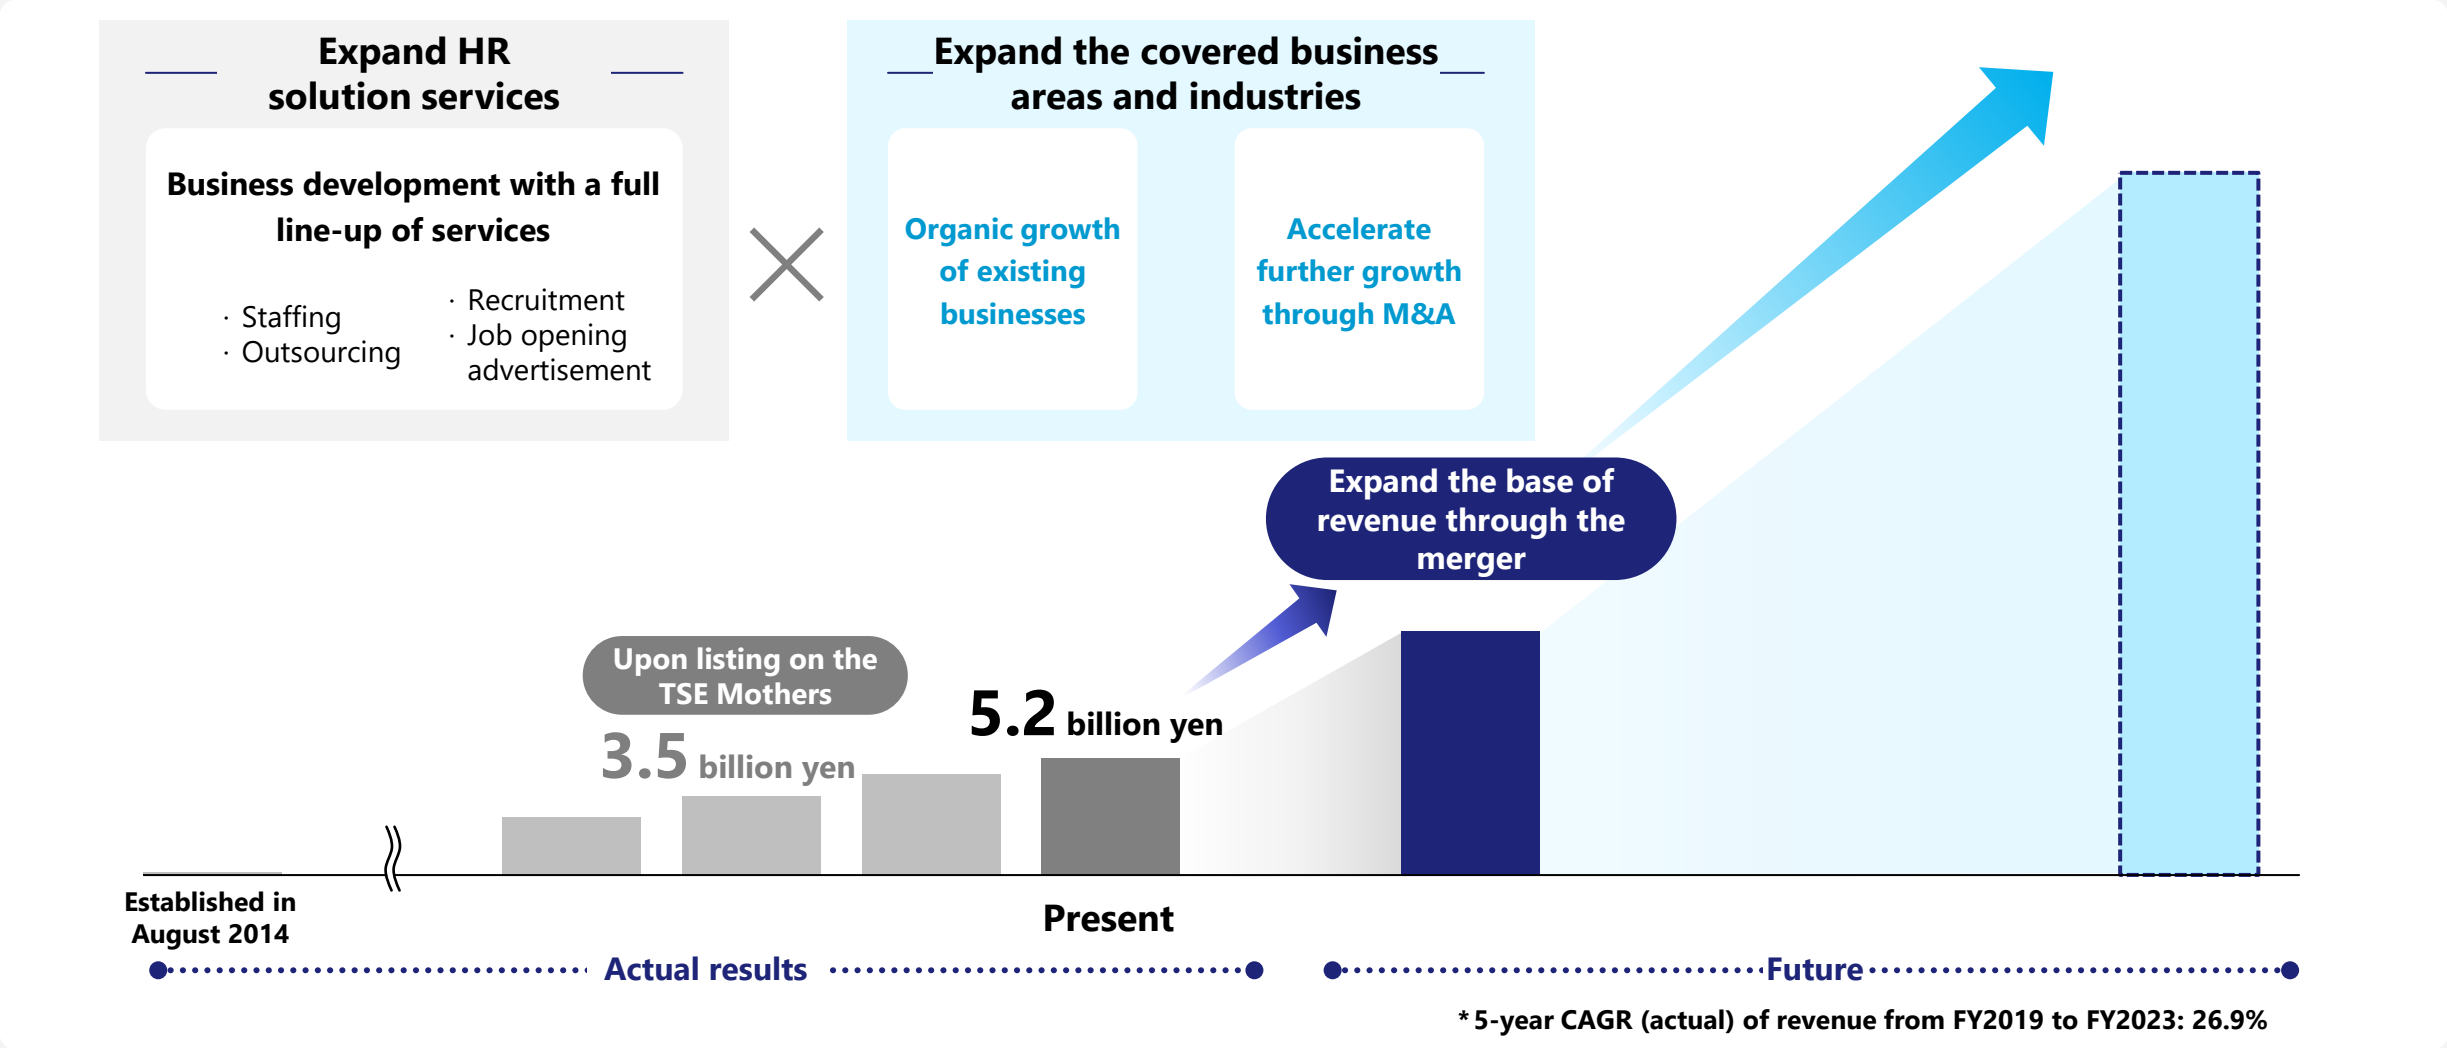 Expand HR
solution services
Business development with a full
line-up of services
· Staffing
· Outsourcing
· Recruitment
· Job opening
advertisement
Expand the covered business
areas and industries
Organic growth
of existing
businesses
Accelerate
further growth
through M&A
Expand the base of
revenue through the
merger
Upon listing on the
TSE Mothers
3.5 billion yen
5.2 billion yen
Established in
August 2014
Present
Actual results
Future
* 5-year CAGR (actual) of revenue from FY2019 to FY2023: 26.9%